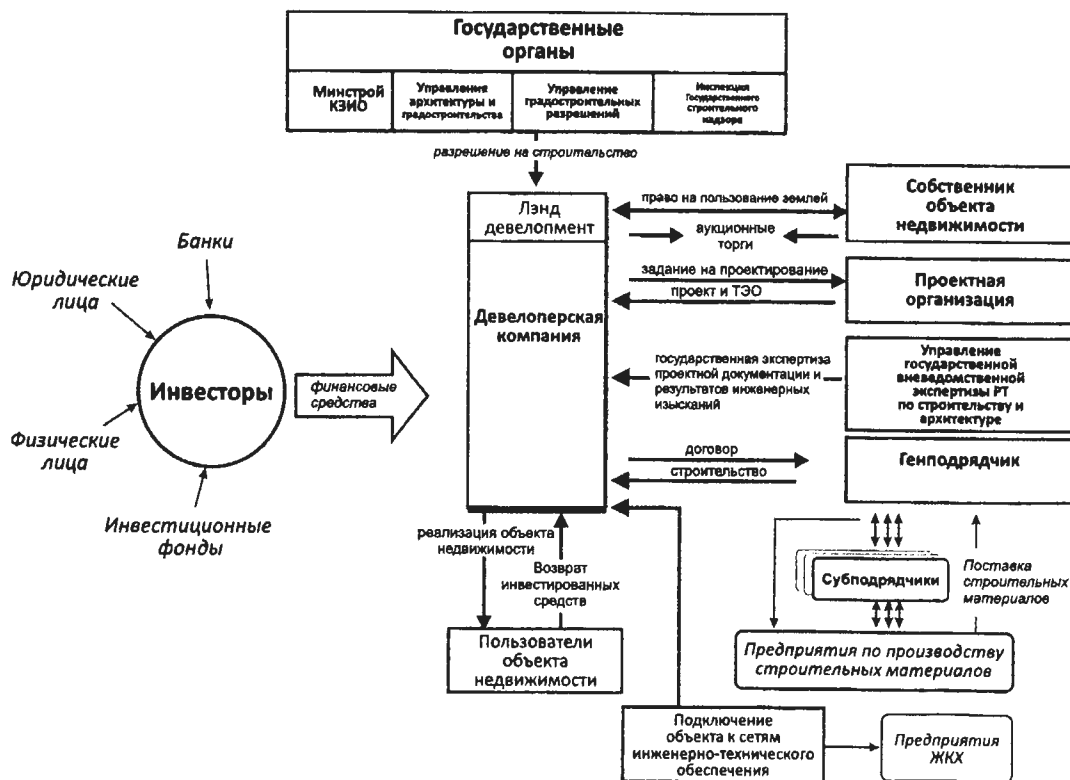 Государственные
органы
Минстрой
КЗИО
Управление
архитектуры и
градостроительства
Управление
градостроительных
разрешений
Инспекция
Государственного
строительного
надзора
разрешение на строительство
Лэнд
девелопмент
Девелоперская
компания
право на пользование землей
аукционные
торги
Собственник
объекта
недвижимости
задание на проектирование
проект и ТЭО
Проектная
организация
государственная экспертиза
проектной документации и
результатов инженерных
изысканий
Управление
государственной
вневедомственной
экспертизы РТ
по строительству и
архитектуре
договор
строительство
Генподрядчик
Банки
Юридические
лица
Инвесторы
финансовые
средства
Физические
лица
Инвестиционные
фонды
реализация объекта
недвижимости
Возврат
инвестированных
средств
Субподрядчики
Поставка
строительных
материалов
Пользователи
объекта
недвижимости
Предприятия по производству
строительных материалов
Подключение
объекта к сетям
инженерно-технического
обеспечения
Предприятия
ЖКХ